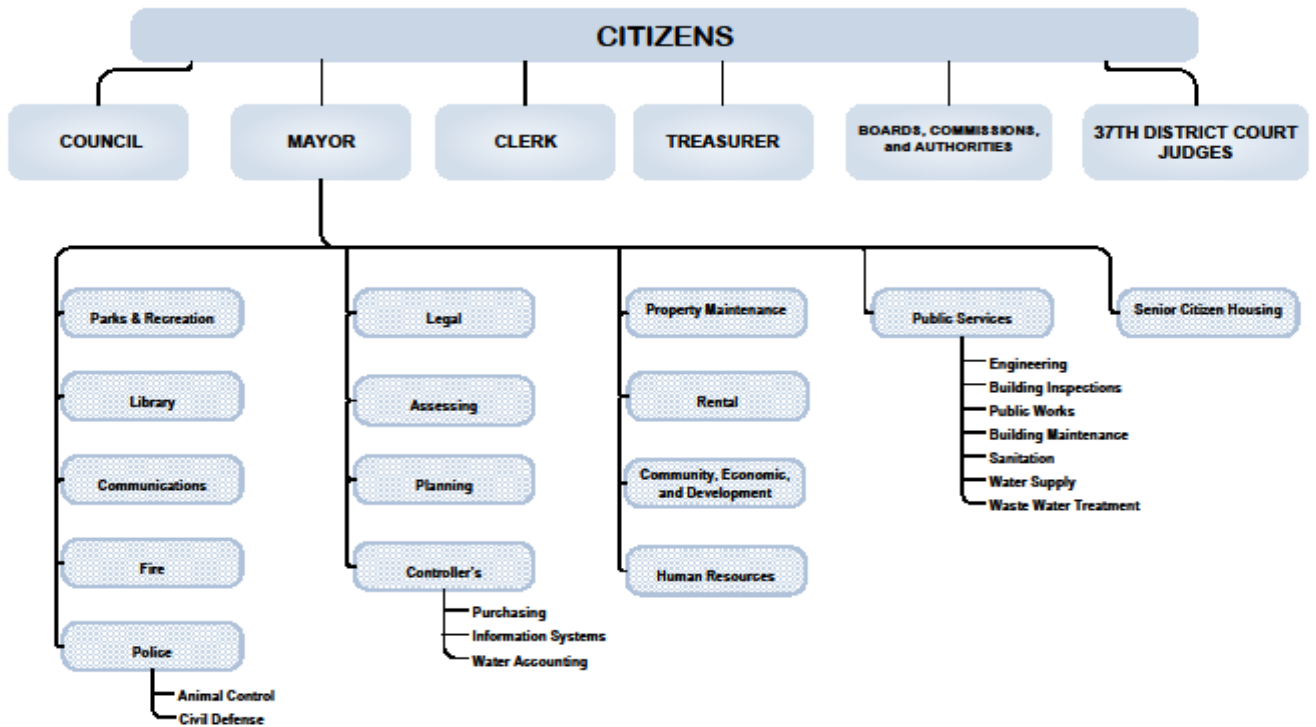 CITIZENS
COUNCIL
MAYOR
CLERK
TREASURER
BOARDS, COMMISSIONS,
and AUTHORITIES
37TH DISTRICT COURT
JUDGES
Parks & Recreation
Library
Communications
Fire
Police
Animal Control
Civil Defense
Legal
Assessing
Planning
Controller's
Purchasing
Information Systems
Water Accounting
Property Maintenance
Rental
Community, Economic,
and Development
Human Resources
Public Services
Engineering
Building Inspections
Public Works
Building Maintenance
Sanitation
Water Supply
Waste Water Treatment
Senior Citizen Housing